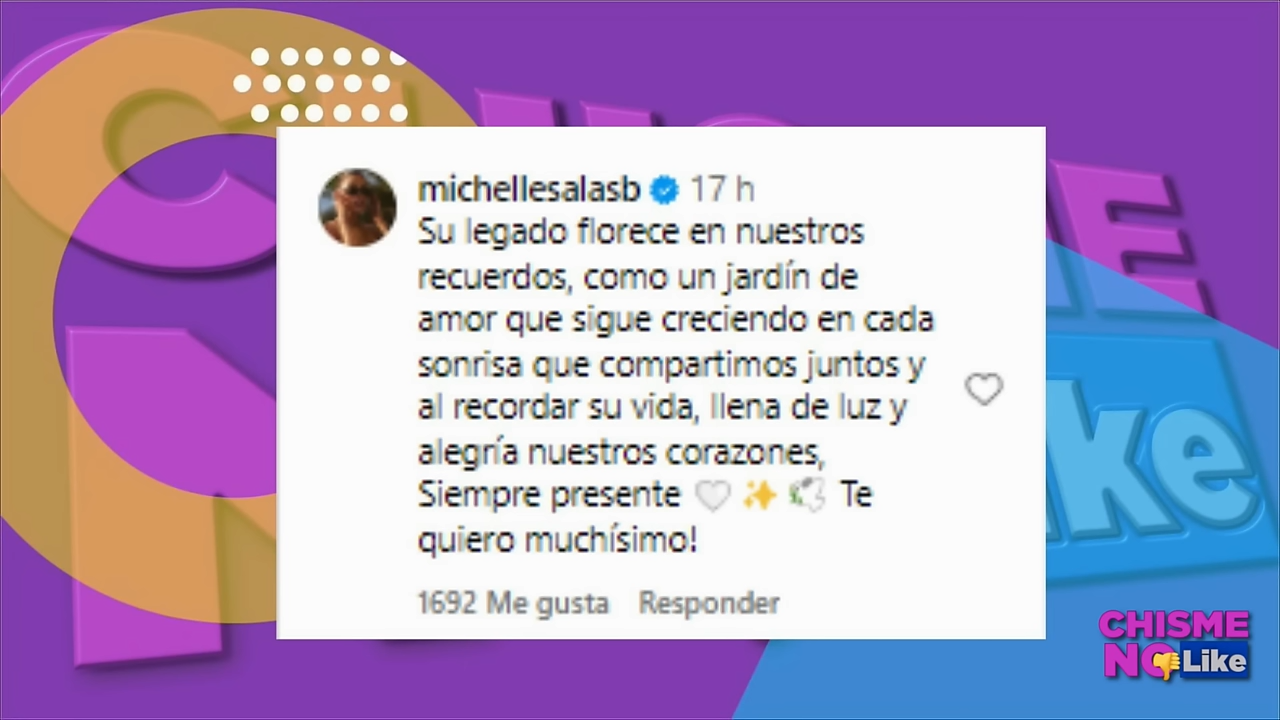 michellesalasb 17 h
Su legado florece en nuestros
recuerdos, como un jardín de
amor que sigue creciendo en cada
sonrisa que compartimos juntos y
al recordar su vida, llena de luz y
alegría nuestros corazones,
Siempre presente 🤍 ✨ 🕊️ Te
quiero muchísimo!
1692 Me gusta Responder
CHISME
NO Like